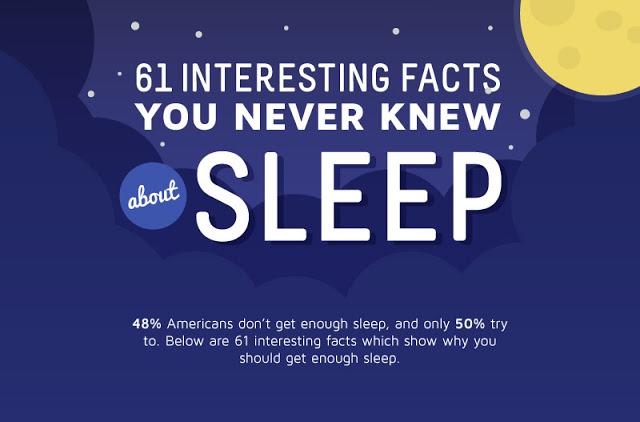 61 INTERESTING FACTS
YOU NEVER KNEW
about SLEEP
48% Americans don't get enough sleep, and only 50% try
to. Below are 61 interesting facts which show why you
should get enough sleep.